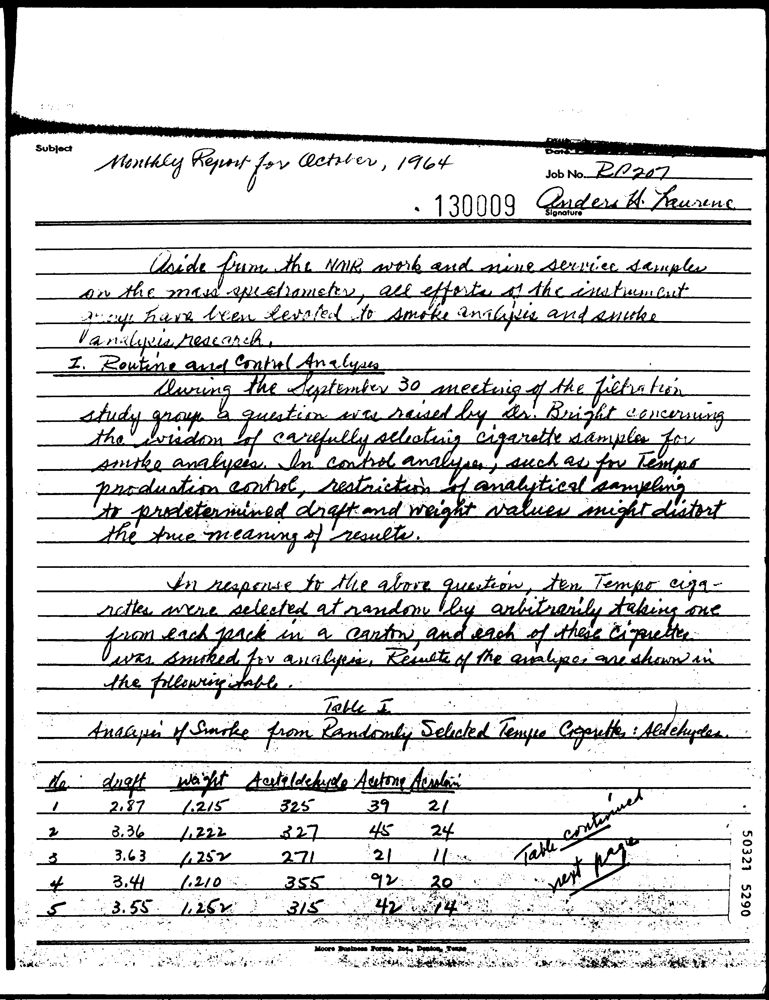 Subject
Monthly Report for October, 1964
Date
Job No. RD 207
130009 Anders H. Laurene
Signature
Aside from the NMR work and nine service samples
on the mass spectrometer, all efforts of the instrument
group have been devoted to smoke analysis and smoke
analysis research.
I. Routine and Control Analyses
During the September 30 meeting of the filtration
study group a question was raised by Dr. Bright concerning
the wisdom of carefully selecting cigarette samples for
smoke analyses. In control analyses, such as for Tempo
production control, restriction of analytical sampling
to predetermined draft and weight values might distort
the true meaning of results.
In response to the above question, ten Tempo ciga-
rettes were selected at random by arbitrarily taking one
from each pack in a carton, and each of these cigarettes
was smoked for analysis. Results of the analyses are shown in
the following table.
Table I
Analysis of Smoke from Randomly Selected Tempo Cigarettes: Aldehydes.
No. draft weight Acetaldehyde Acetone Acrolein
1 2.87 1.215 325 39 21
2 3.36 1.222 327 45 24
3 3.63 1.252 271 21 11
4 3.41 1.210 355 92 20
5 3.55 1.252 315 42 14
Table continued
next page
50321 5290
Moore Business Forms, Inc., Denton, Texas